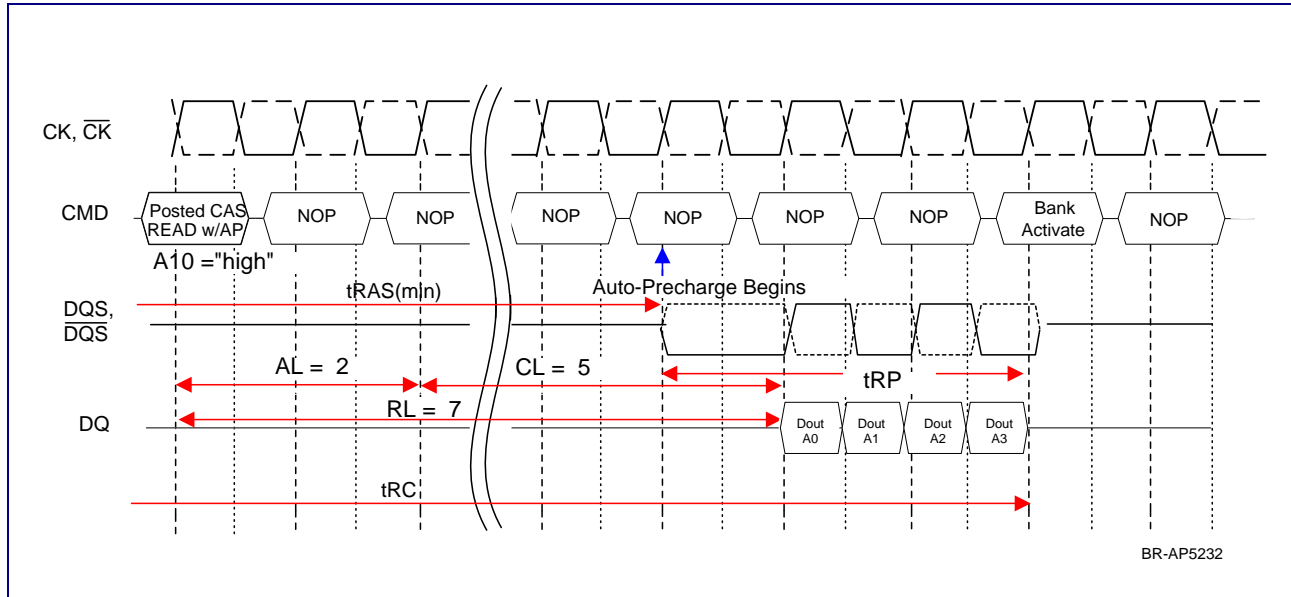 CK, CK
CMD
Posted CAS
READ w/AP
NOP
NOP
NOP
NOP
NOP
NOP
Bank
Activate
NOP
A10 ="high"
Auto-Precharge Begins
tRAS(min)
DQS,
DQS
AL = 2
CL = 5
tRP
RL = 7
DQ
Dout
A0
Dout
A1
Dout
A2
Dout
A3
tRC
BR-AP5232